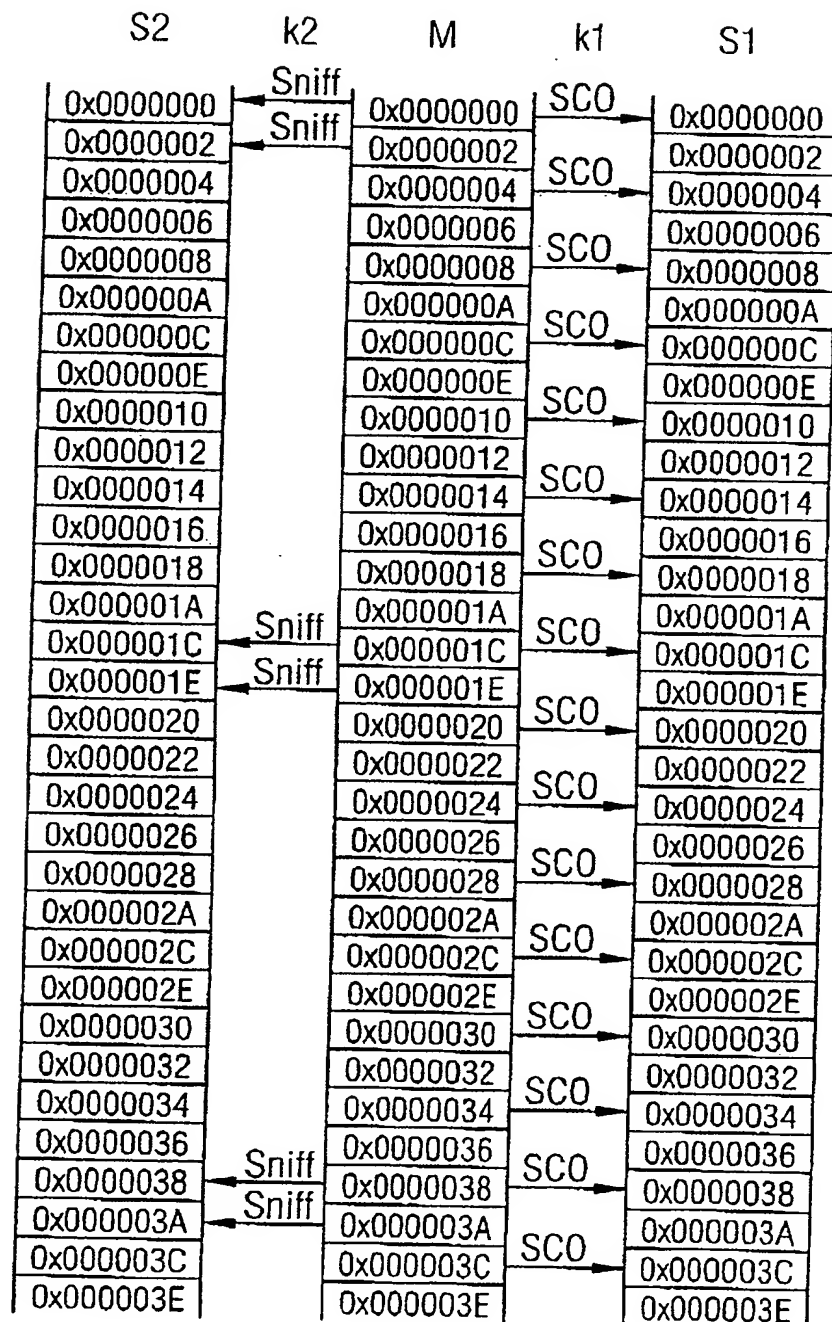 S2 k2 M k1 S1
0x0000000 Sniff 0x0000000 SCO 0x0000000
0x0000002 Sniff 0x0000002 0x0000002
0x0000004 0x0000004 SCO 0x0000004
0x0000006 0x0000006 0x0000006
0x0000008 0x0000008 SCO 0x0000008
0x000000A 0x000000A 0x000000A
0x000000C 0x000000C SCO 0x000000C
0x000000E 0x000000E 0x000000E
0x0000010 0x0000010 SCO 0x0000010
0x0000012 0x0000012 0x0000012
0x0000014 0x0000014 SCO 0x0000014
0x0000016 0x0000016 0x0000016
0x0000018 0x0000018 SCO 0x0000018
0x000001A 0x000001A 0x000001A
0x000001C Sniff 0x000001C SCO 0x000001C
0x000001E Sniff 0x000001E 0x000001E
0x0000020 0x0000020 SCO 0x0000020
0x0000022 0x0000022 0x0000022
0x0000024 0x0000024 SCO 0x0000024
0x0000026 0x0000026 0x0000026
0x0000028 0x0000028 SCO 0x0000028
0x000002A 0x000002A 0x000002A
0x000002C 0x000002C SCO 0x000002C
0x000002E 0x000002E 0x000002E
0x0000030 0x0000030 SCO 0x0000030
0x0000032 0x0000032 0x0000032
0x0000034 0x0000034 SCO 0x0000034
0x0000036 0x0000036 0x0000036
0x0000038 Sniff 0x0000038 SCO 0x0000038
0x000003A Sniff 0x000003A 0x000003A
0x000003C 0x000003C SCO 0x000003C
0x000003E 0x000003E 0x000003E